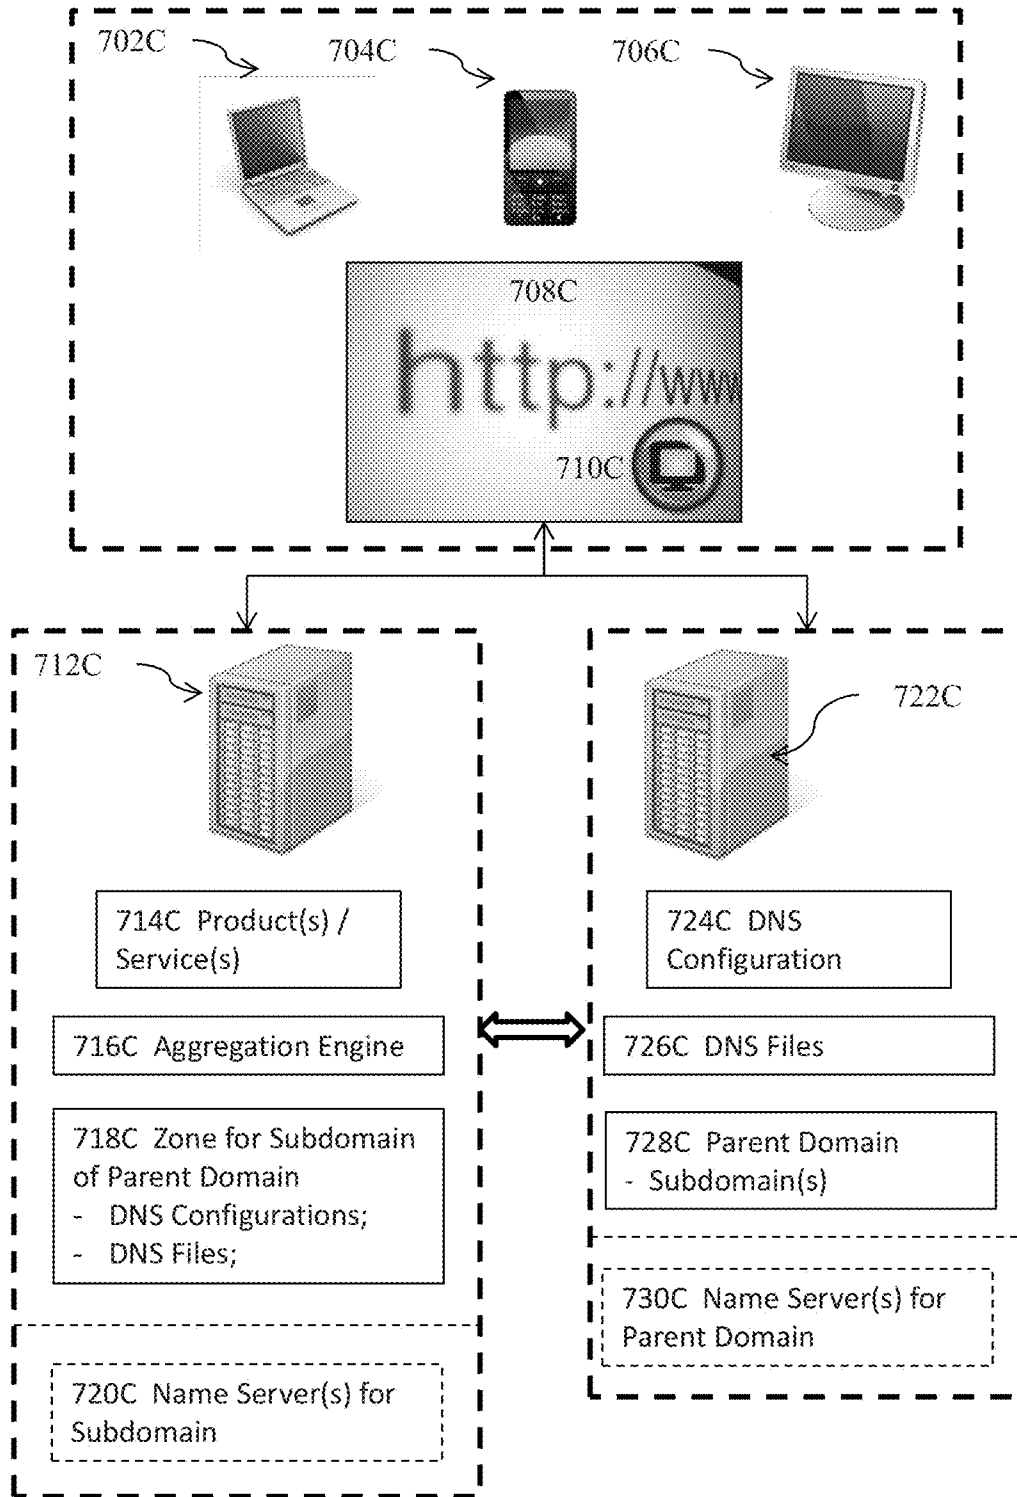 702C
704C
706C
708C
http://www
710C
712C
714C Product(s) /
Service(s)
716C Aggregation Engine
718C Zone for Subdomain
of Parent Domain
- DNS Configurations;
- DNS Files;
720C Name Server(s) for
Subdomain
722C
724C DNS
Configuration
726C DNS Files
728C Parent Domain
- Subdomain(s)
730C Name Server(s) for
Parent Domain